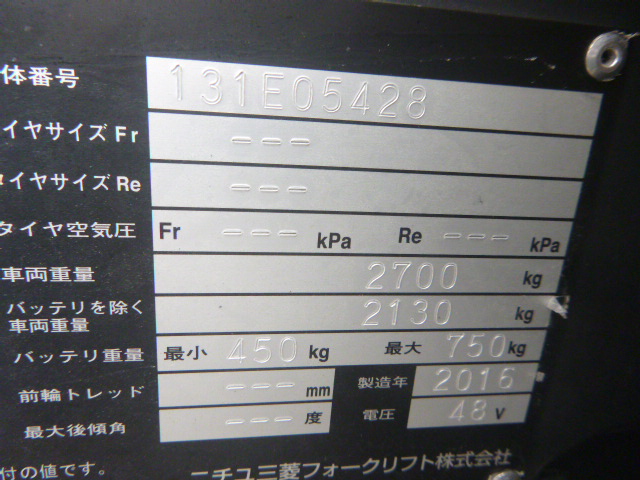 体番号 131E05428
イヤサイズ Fr ---
タイヤサイズ Re ---
タイヤ空気圧 Fr --- kPa Re --- kPa
車両重量 2700 kg
バッテリを除く
車両重量 2130 kg
バッテリ重量 最小 450 kg 最大 750 kg
前輪トレッド --- mm 製造年 2016
最大後傾角 --- 度 電圧 48 V
付の値です。 ニチユ三菱フォークリフト株式会社